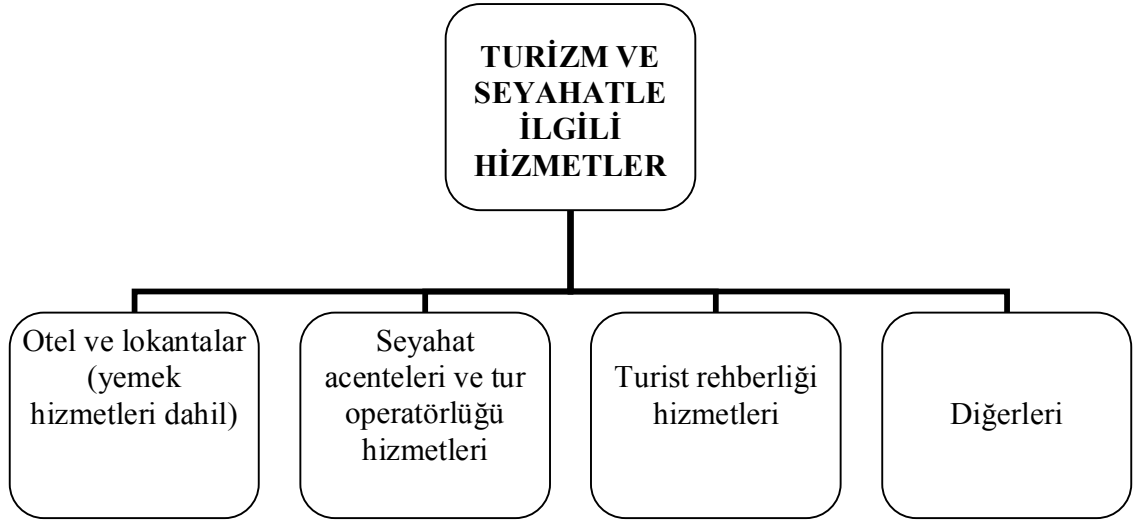 TURİZM VE
SEYAHATLE
İLGİLİ
HİZMETLER
Otel ve lokantalar
(yemek
hizmetleri dahil)
Seyahat
acenteleri ve tur
operatörlüğü
hizmetleri
Turist rehberliği
hizmetleri
Diğerleri